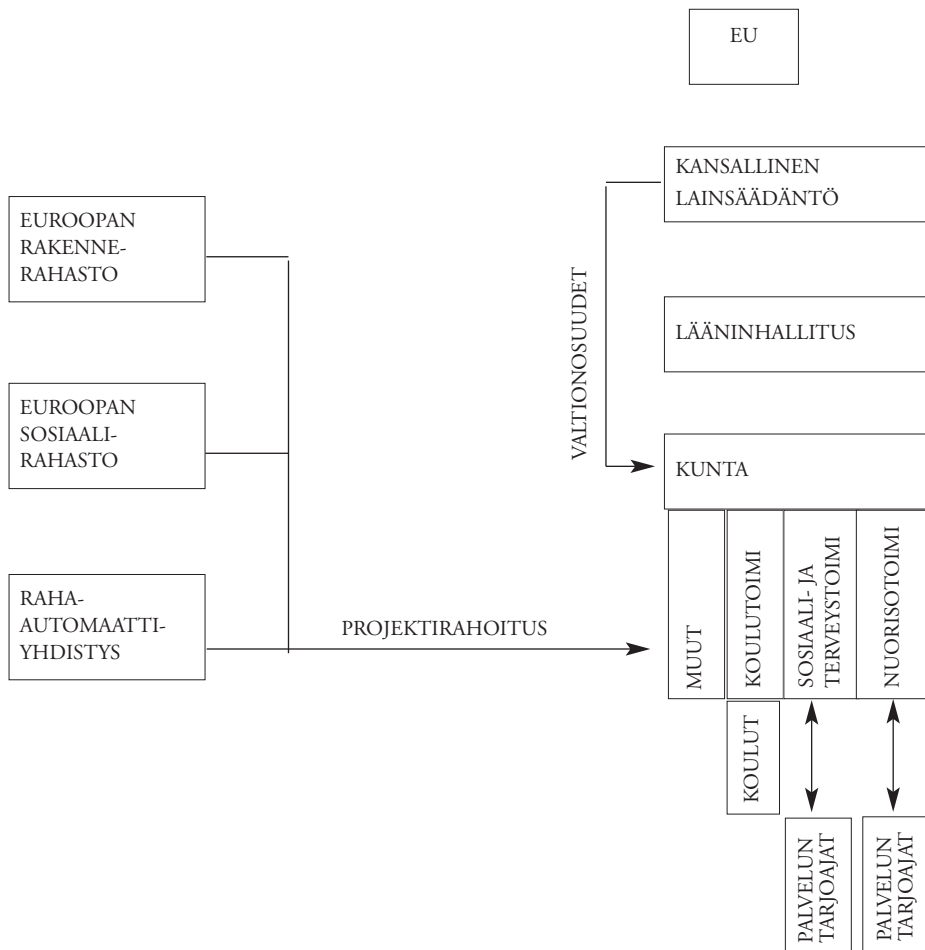 EU
KANSALLINEN
LAINSÄÄDÄNTÖ
EUROOPAN
RAKENNE-
RAHASTO
VALTIONOSUUDET
LÄÄNINHALLITUS
EUROOPAN
SOSIAALI-
RAHASTO
KUNTA
RAHA-
AUTOMAATTI-
YHDISTYS
PROJEKTIRAHOITUS
MUUT
KOULUTOIMI
SOSIAALI- JA
TERVEYSTOIMI
NUORISOTOIMI
KOULUT
PALVELUN
TARJOAJAT
PALVELUN
TARJOAJAT